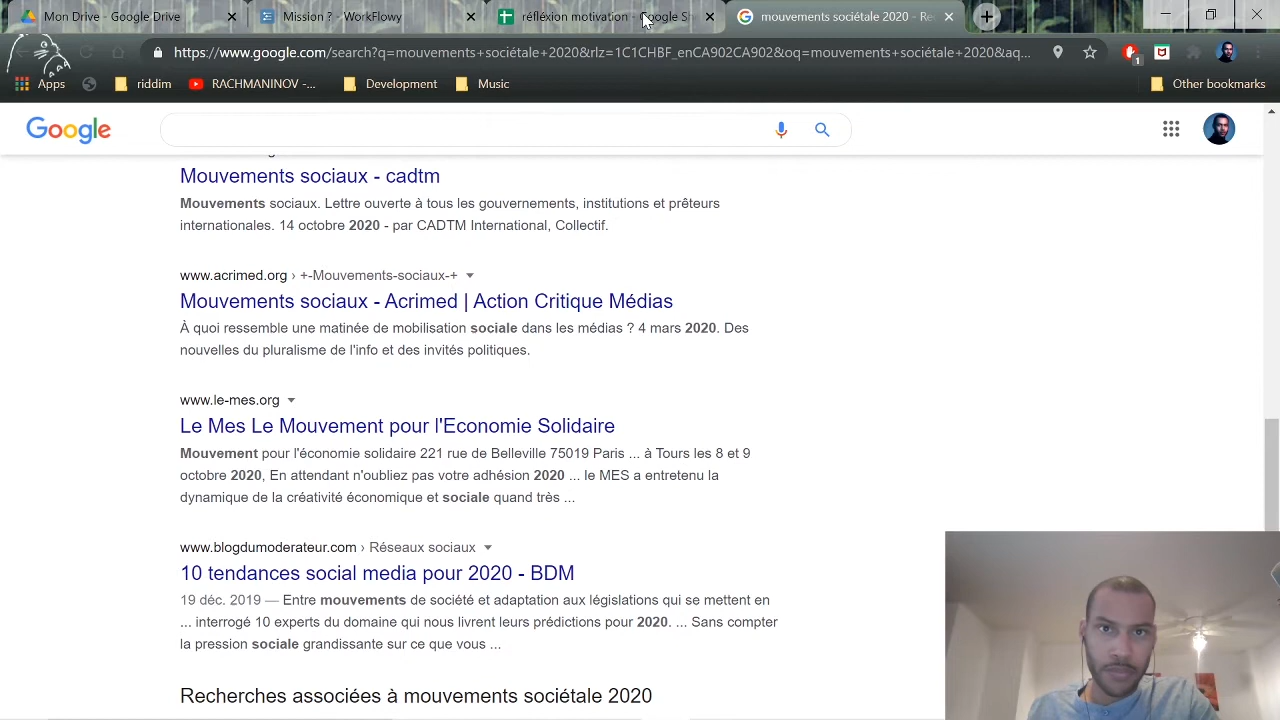 Mon Drive - Google Drive
Mission ? - WorkFlowy
réfléxion motivation - Google Sh
mouvements sociétale 2020 - Re
https://www.google.com/search?q=mouvements+sociétale+2020&rlz=1C1CHBF_enCA902CA902&oq=mouvements+sociétale+2020&aq...
1
Apps
riddim
RACHMANINOV -...
Development
Music
Other bookmarks
Google
Mouvements sociaux - cadtm
Mouvements sociaux. Lettre ouverte à tous les gouvernements, institutions et prêteurs
internationales. 14 octobre 2020 - par CADTM International, Collectif.
www.acrimed.org › +-Mouvements-sociaux-+
Mouvements sociaux - Acrimed | Action Critique Médias
À quoi ressemble une matinée de mobilisation sociale dans les médias ? 4 mars 2020. Des
nouvelles du pluralisme de l'info et des invités politiques.
www.le-mes.org
Le Mes Le Mouvement pour l'Economie Solidaire
Mouvement pour l'économie solidaire 221 rue de Belleville 75019 Paris ... à Tours les 8 et 9
octobre 2020, En attendant n'oubliez pas votre adhésion 2020 ... le MES a entretenu la
dynamique de la créativité économique et sociale quand très ...
www.blogdumoderateur.com › Réseaux sociaux
10 tendances social media pour 2020 - BDM
19 déc. 2019 — Entre mouvements de société et adaptation aux législations qui se mettent en
... interrogé 10 experts du domaine qui nous livrent leurs prédictions pour 2020. ... Sans compter
la pression sociale grandissante sur ce que vous ...
Recherches associées à mouvements sociétale 2020